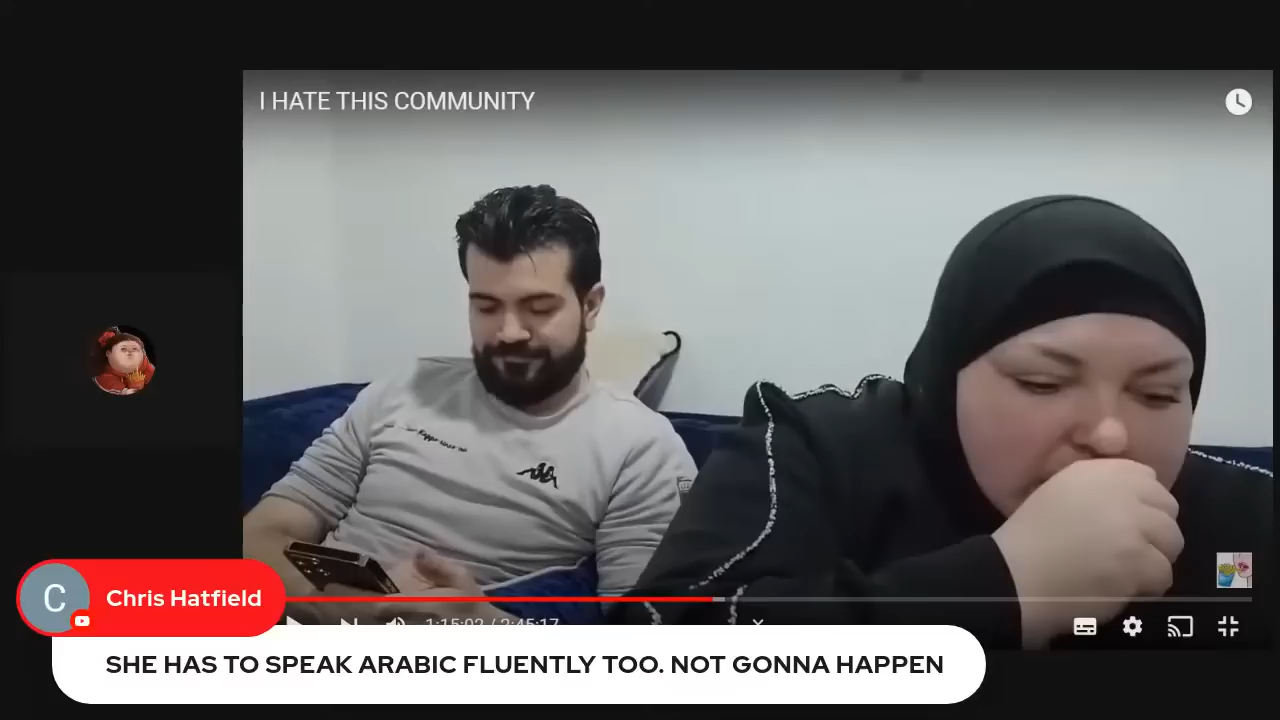 I HATE THIS COMMUNITY
1:15:02 / 2:45:17
C
Chris Hatfield
SHE HAS TO SPEAK ARABIC FLUENTLY TOO. NOT GONNA HAPPEN